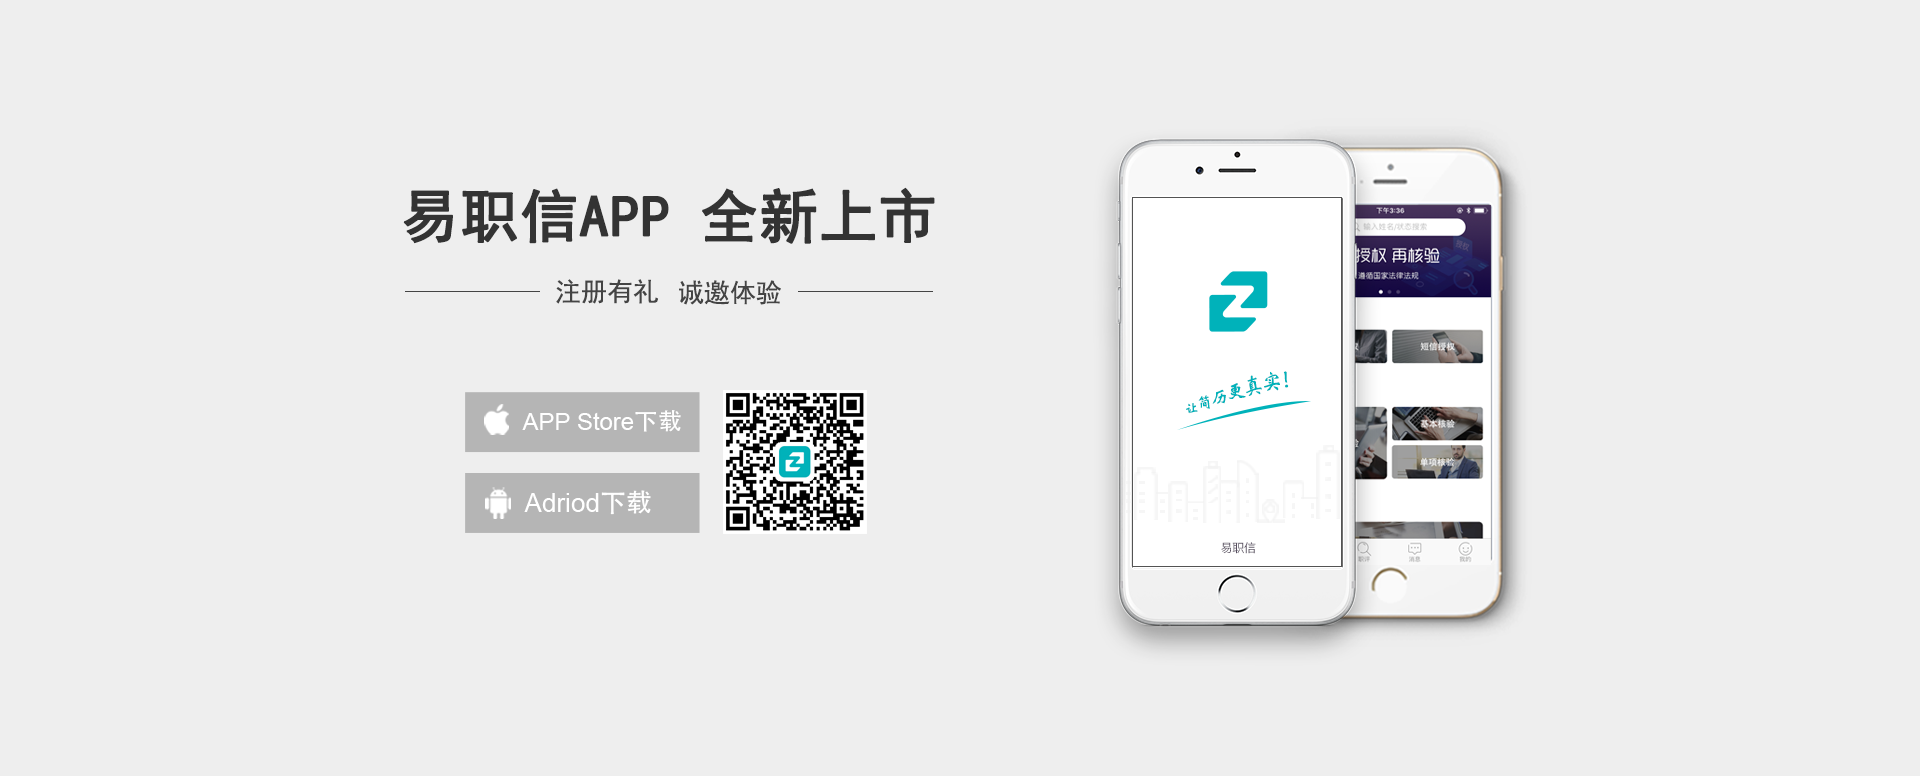 易职信APP 全新上市
注册有礼 诚邀体验
APP Store下载
Adriod下载
让简历更真实!
易职信
下午3:36
输入姓名/状态搜索
授权 再核验
遵循国家法律法规
短信授权
基本核验
单项核验
消息
我的